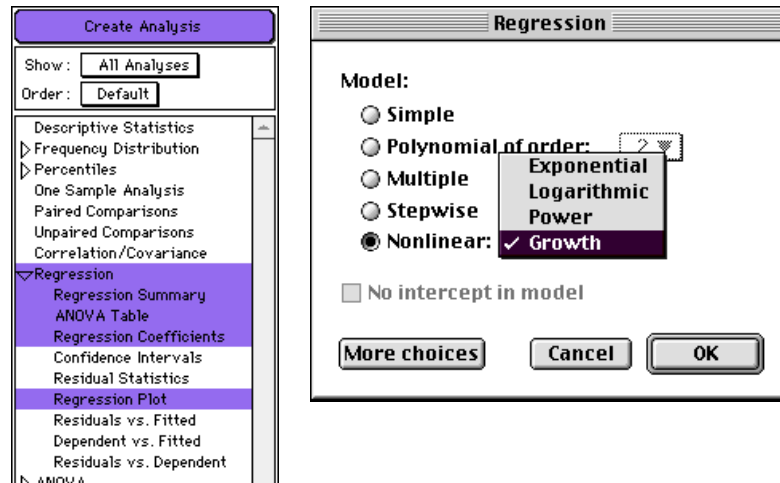 Create Analysis
Show: All Analyses
Order: Default
Descriptive Statistics
Frequency Distribution
Percentiles
One Sample Analysis
Paired Comparisons
Unpaired Comparisons
Correlation/Covariance
Regression
Regression Summary
ANOVA Table
Regression Coefficients
Confidence Intervals
Residual Statistics
Regression Plot
Residuals vs. Fitted
Dependent vs. Fitted
Residuals vs. Dependent
ANOVA
Regression
Model:
Simple
Polynomial of order: 2
Multiple
Stepwise
Nonlinear:
Exponential
Logarithmic
Power
✓ Growth
No intercept in model
More choices Cancel OK